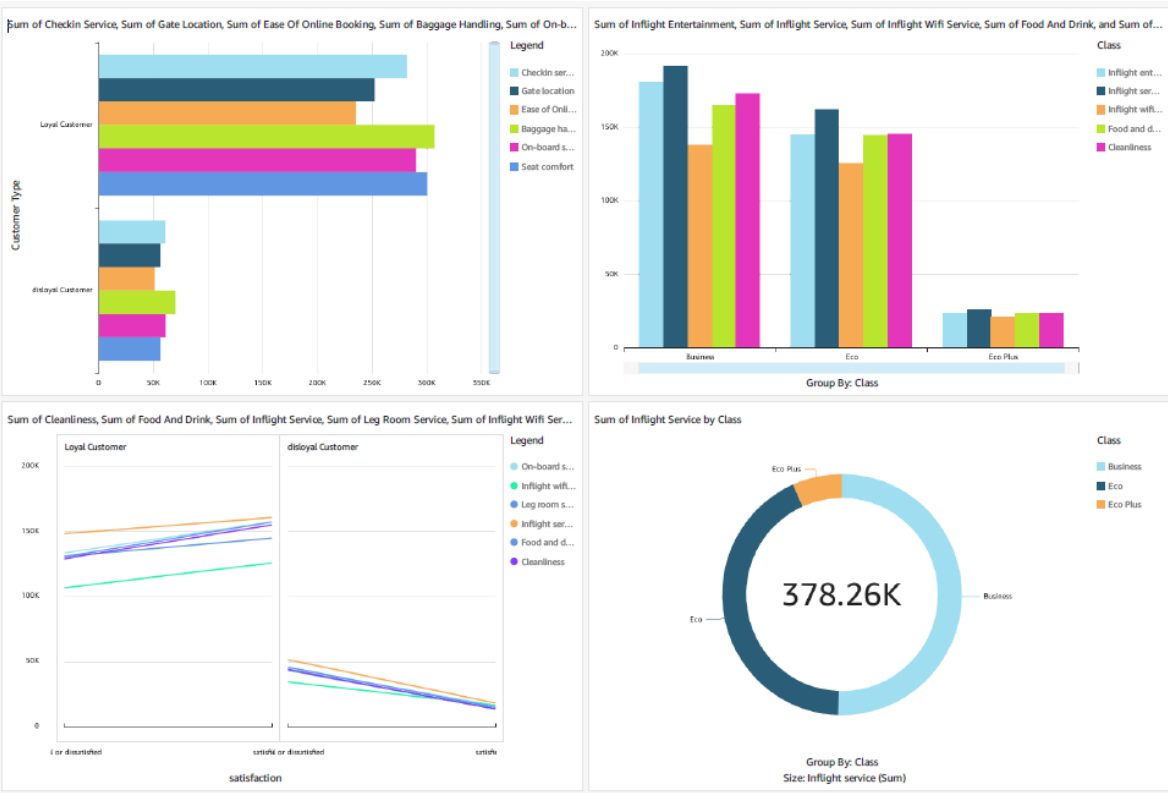 Sum of Checkin Service, Sum of Gate Location, Sum of Ease Of Online Booking, Sum of Baggage Handling, Sum of On-b...
Legend
Checkin ser...
Gate location
Ease of Onli...
Baggage ha...
On-board s...
Seat comfort
Customer Type
Loyal Customer
disloyal Customer
0 50K 100K 150K 200K 250K 300K 350K
Sum of Inflight Entertainment, Sum of Inflight Service, Sum of Inflight Wifi Service, Sum of Food And Drink, and Sum of...
200K
150K
100K
50K
0
Business Eco Eco Plus
Group By: Class
Class
Inflight ent...
Inflight ser...
Inflight wifi...
Food and d...
Cleanliness
Sum of Cleanliness, Sum of Food And Drink, Sum of Inflight Service, Sum of Leg Room Service, Sum of Inflight Wifi Ser...
Loyal Customer disloyal Customer
200K
150K
100K
50K
0
l or dissatisfied satisfi l or dissatisfied satisfi
satisfaction
Legend
On-board s...
Inflight wifi...
Leg room s...
Inflight ser...
Food and d...
Cleanliness
Sum of Inflight Service by Class
Eco Plus
Business
Eco
378.26K
Group By: Class
Size: Inflight service (Sum)
Class
Business
Eco
Eco Plus